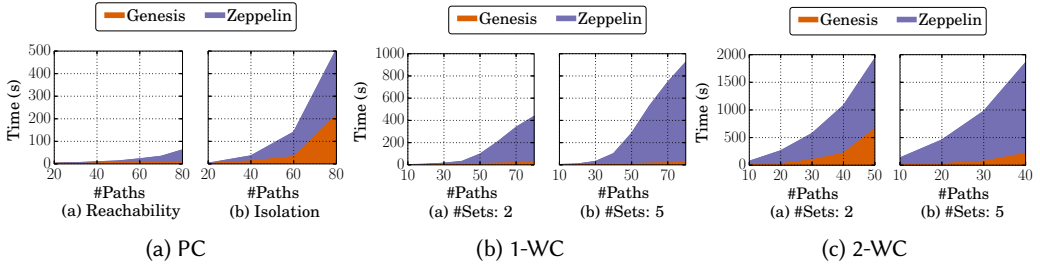 Genesis Zeppelin
Time (s)
500
400
300
200
100
0
20 40 60 80
#Paths
(a) Reachability
20 40 60 80
#Paths
(b) Isolation
(a) PC
Genesis Zeppelin
Time (s)
1000
800
600
400
200
0
10 30 50 70
#Paths
(a) #Sets: 2
10 30 50 70
#Paths
(b) #Sets: 5
(b) 1-WC
Genesis Zeppelin
Time (s)
2000
1500
1000
500
0
10 20 30 40 50
#Paths
(a) #Sets: 2
10 20 30 40
#Paths
(b) #Sets: 5
(c) 2-WC